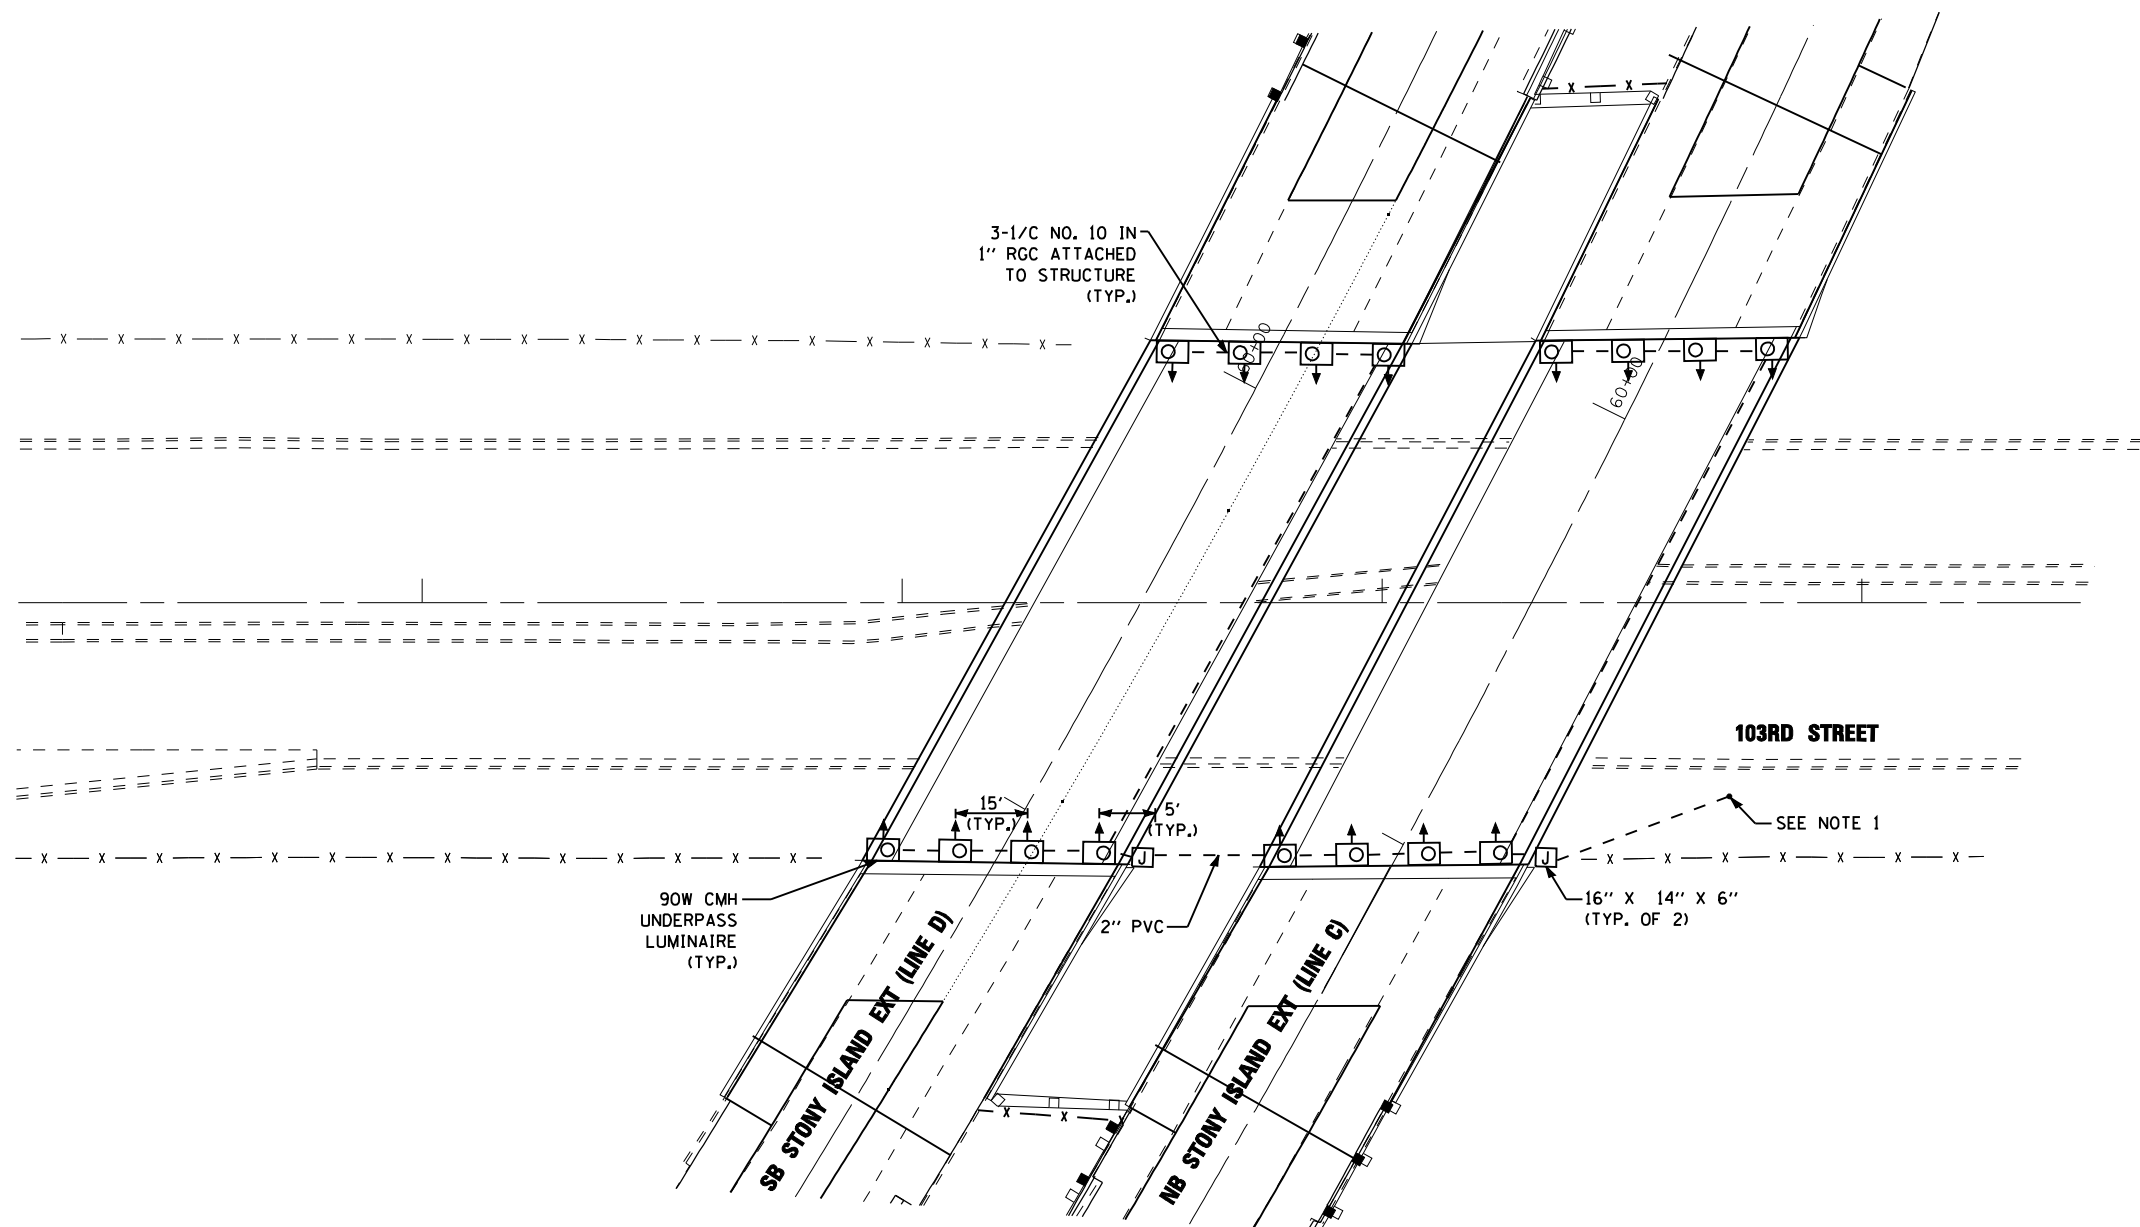 3-1/C NO. 10 IN
1" RGC ATTACHED
TO STRUCTURE
(TYP.)
60+00
60+00
103RD STREET
SEE NOTE 1
15'
(TYP.)
5'
(TYP.)
J
J
90W CMH
UNDERPASS
LUMINAIRE
(TYP.)
2" PVC
16" X 14" X 6"
(TYP. OF 2)
SB STONY ISLAND EXT (LINE D)
NB STONY ISLAND EXT (LINE C)